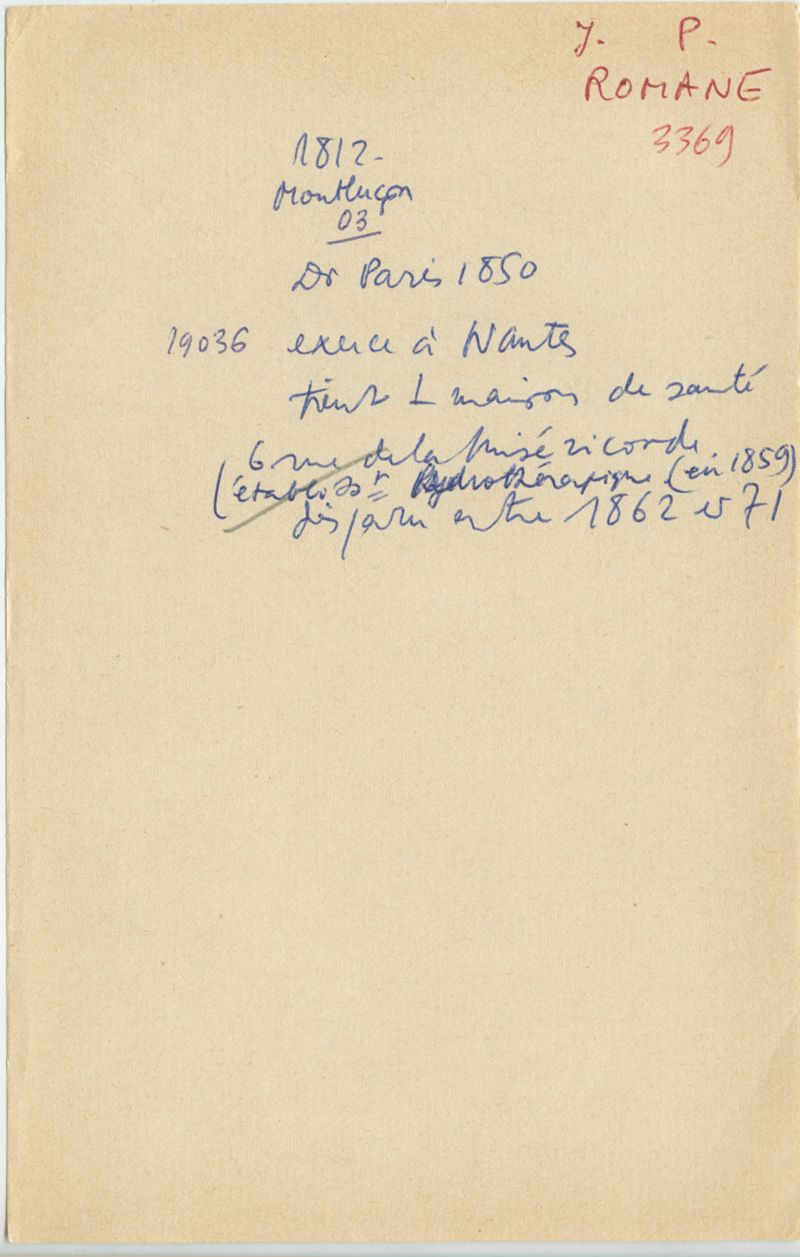 J. P.
ROMANE
3369
1812-
Montluçon
03
Dr Paris 1850
19036 exerce à Nantes
tient 1 maison de santé
6 rue de la Miséricorde
(établisst hydrothérapique (en 1859)
disparu entre 1862 et 71